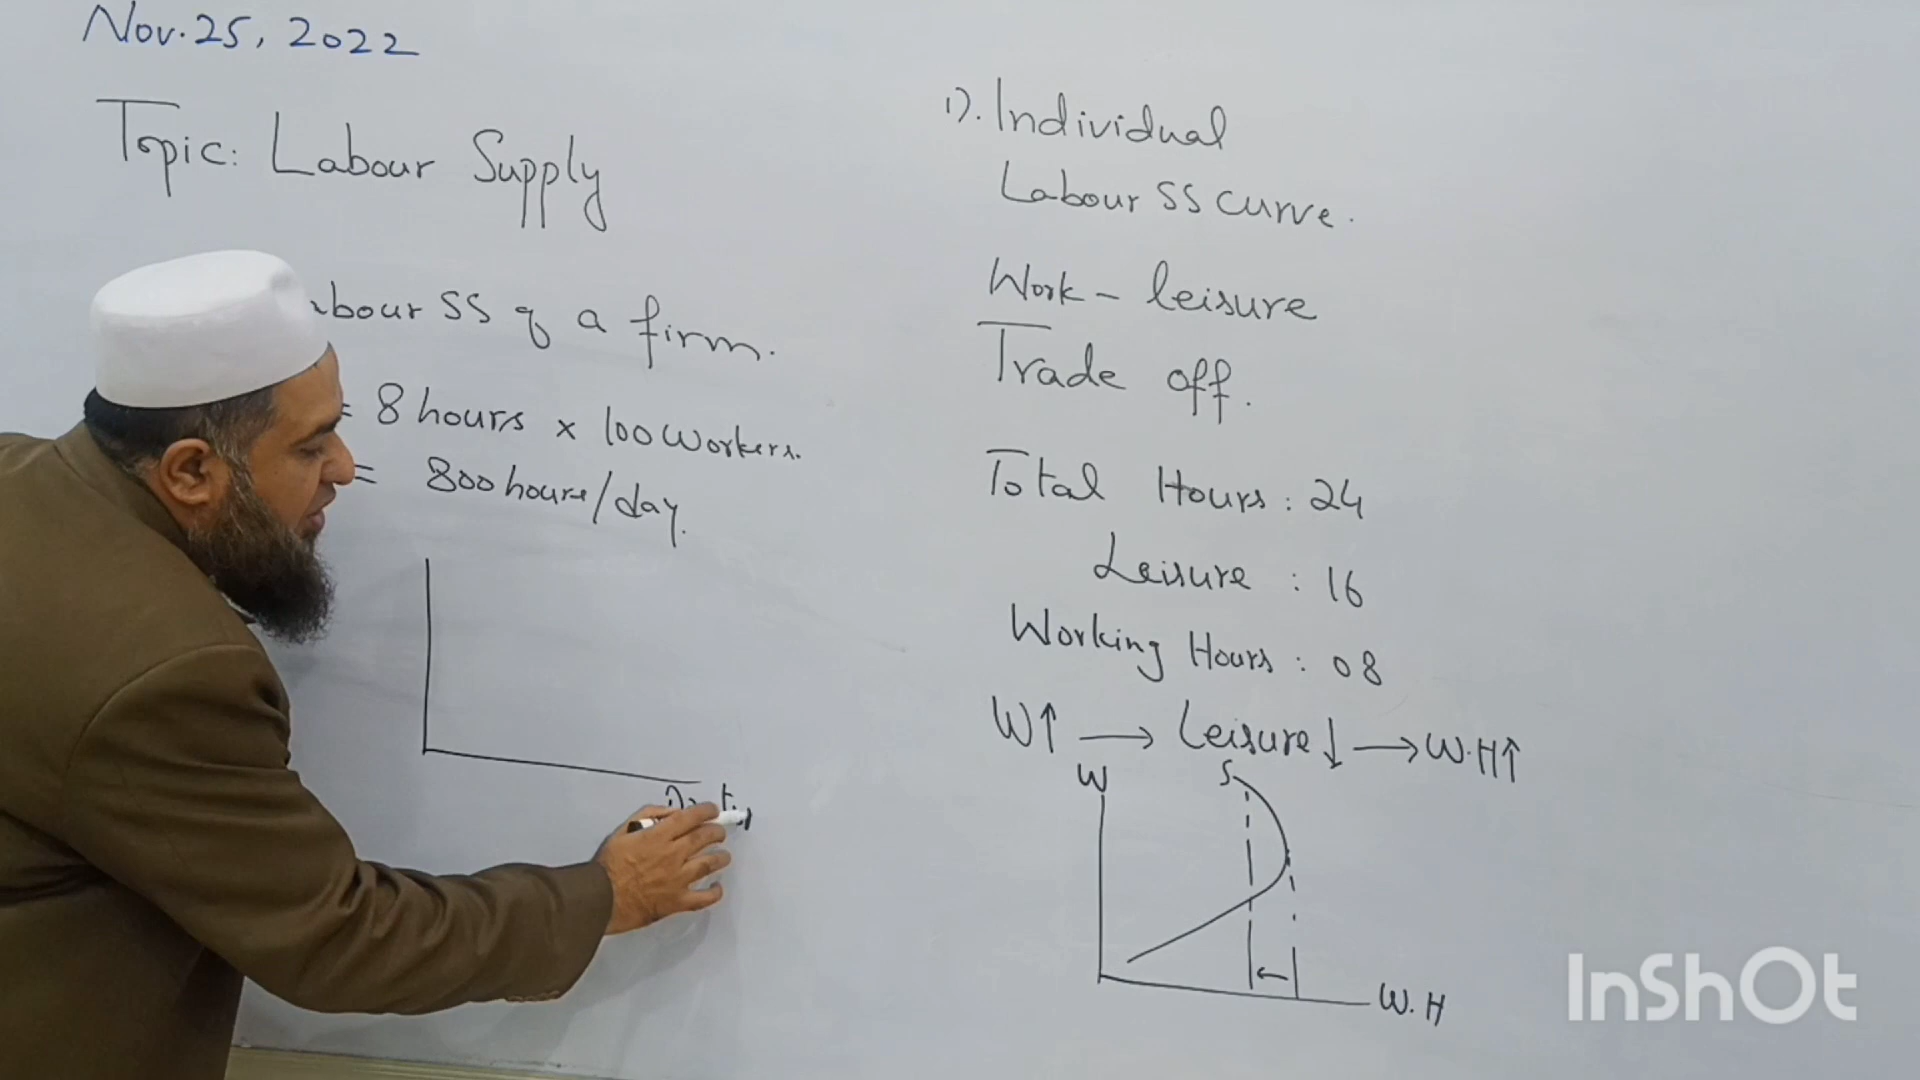 Nov. 25, 2022
Topic: Labour Supply
abour SS of a firm.
= 8 hours x 100 workers.
= 800 hours/day.
1). Individual
Labour SS curve.
Work - leisure
Trade off.
Total Hours: 24
Leisure : 16
Working Hours : 08
W↑ → Leisure↓ → W.H↑
W
S
W.H
InShOt